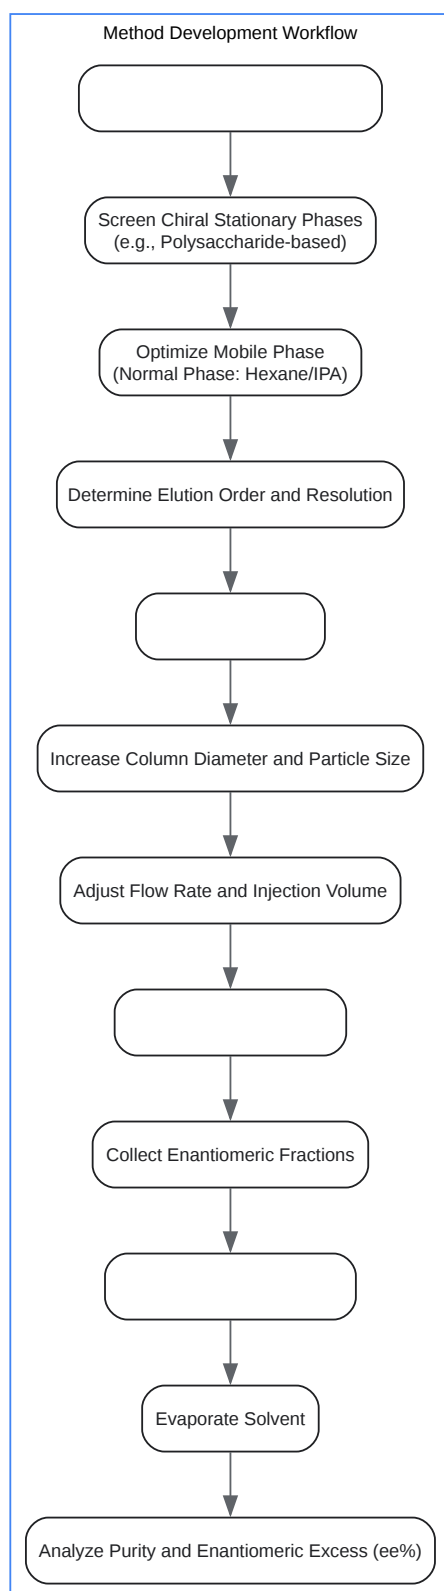 Method Development Workflow
Screen Chiral Stationary Phases
(e.g., Polysaccharide-based)
Optimize Mobile Phase
(Normal Phase: Hexane/IPA)
Determine Elution Order and Resolution
Increase Column Diameter and Particle Size
Adjust Flow Rate and Injection Volume
Collect Enantiomeric Fractions
Evaporate Solvent
Analyze Purity and Enantiomeric Excess (ee%)